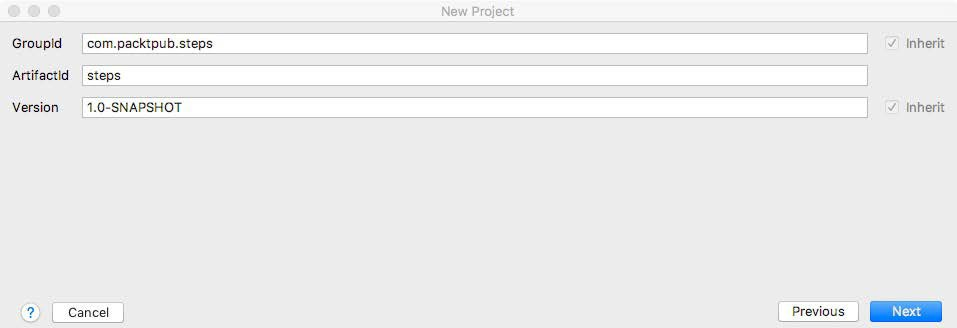 New Project
GroupId com.packtpub.steps Inherit
ArtifactId steps
Version 1.0-SNAPSHOT Inherit
? Cancel Previous Next